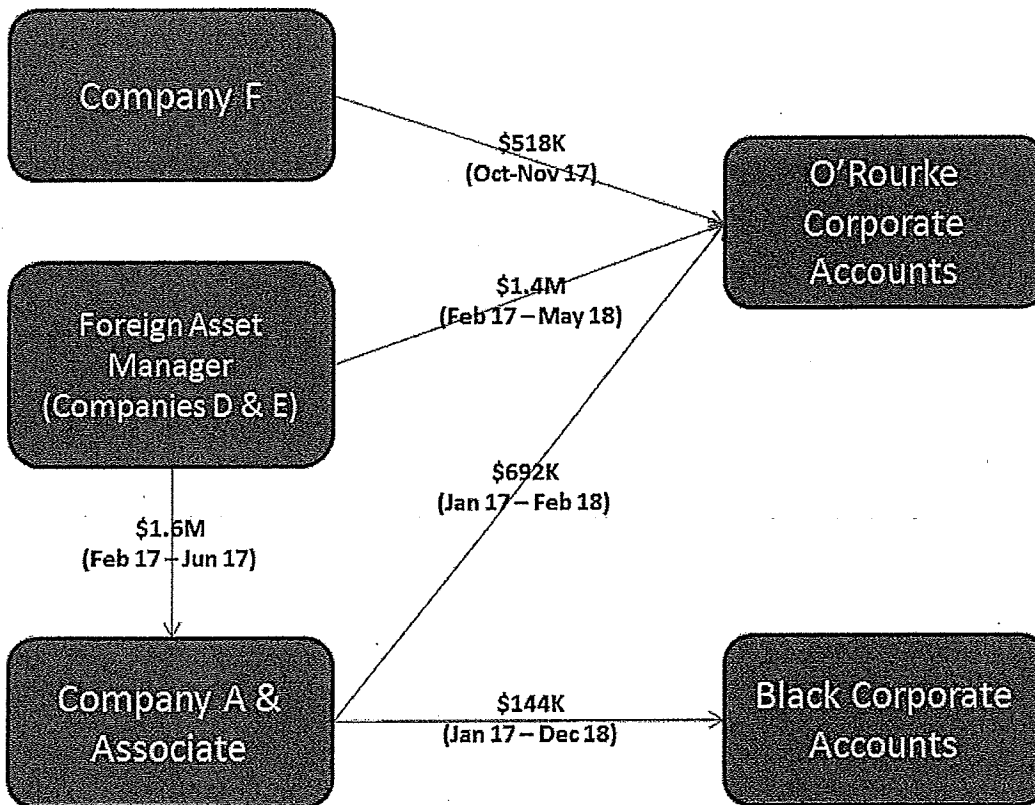 Company F
$518K
(Oct-Nov 17)
O'Rourke
Corporate
Accounts
Foreign Asset
Manager
(Companies D & E)
$1.4M
(Feb 17 – May 18)
$692K
(Jan 17 – Feb 18)
$1.6M
(Feb 17 – Jun 17)
Company A &
Associate
$144K
(Jan 17 – Dec 18)
Black Corporate
Accounts